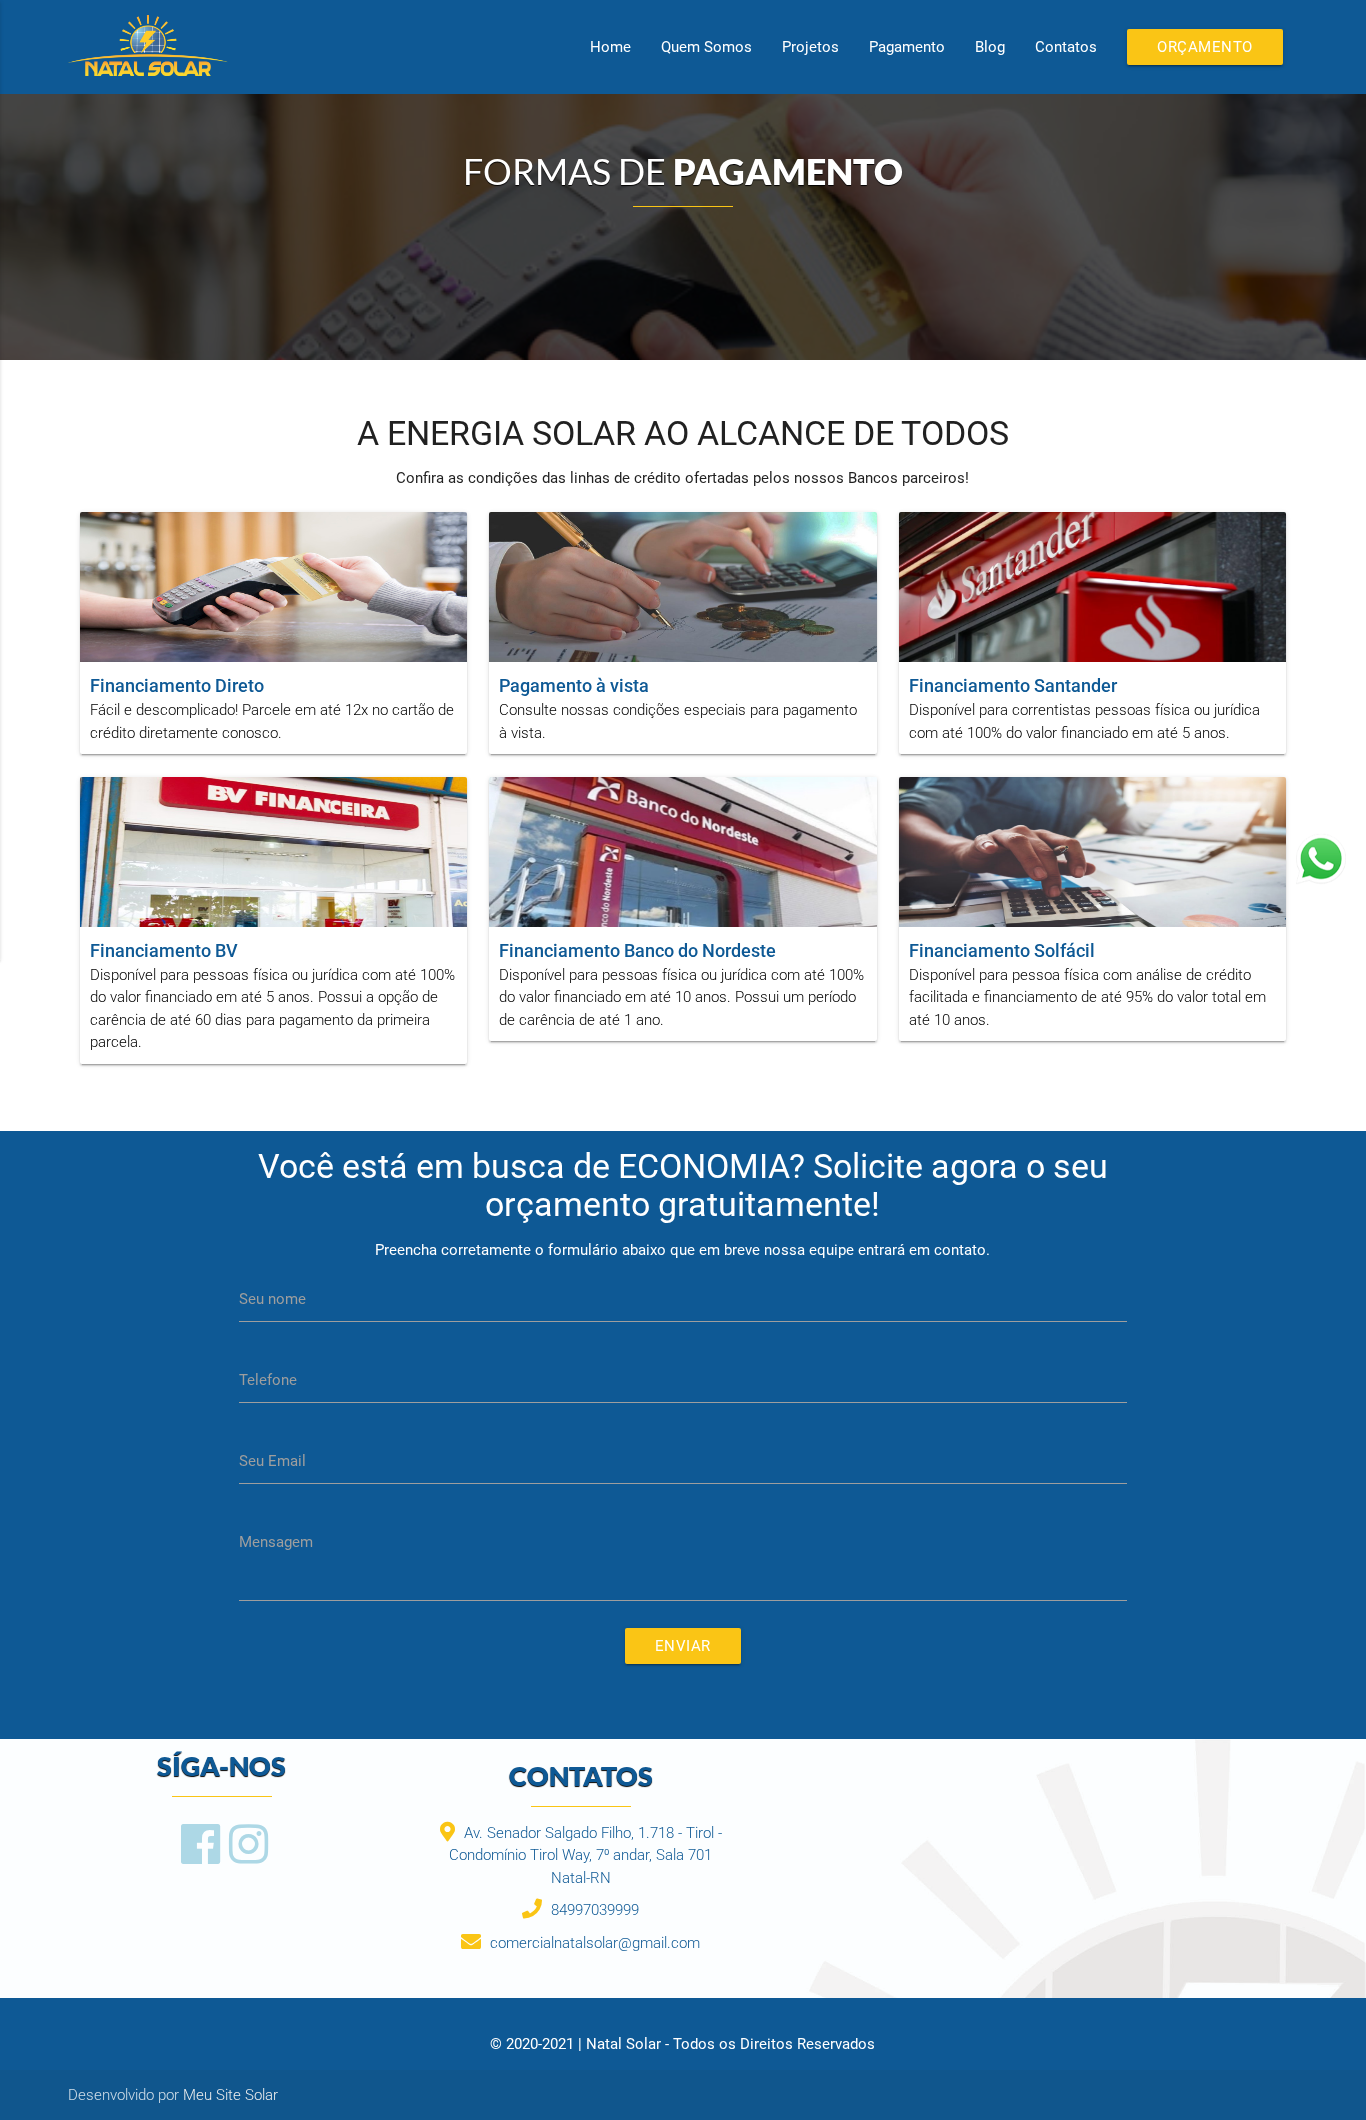 NATAL SOLAR
Home
Quem Somos
Projetos
Pagamento
Blog
Contatos
ORÇAMENTO
FORMAS DE PAGAMENTO
A ENERGIA SOLAR AO ALCANCE DE TODOS
Confira as condições das linhas de crédito ofertadas pelos nossos Bancos parceiros!
Santander
Financiamento Direto
Fácil e descomplicado! Parcele em até 12x no cartão de
crédito diretamente conosco.
Pagamento à vista
Consulte nossas condições especiais para pagamento
à vista.
Financiamento Santander
Disponível para correntistas pessoas física ou jurídica
com até 100% do valor financiado em até 5 anos.
BV FINANCEIRA
BV
Banco do Nordeste
Banco do Nordeste
Financiamento BV
Disponível para pessoas física ou jurídica com até 100%
do valor financiado em até 5 anos. Possui a opção de
carência de até 60 dias para pagamento da primeira
parcela.
Financiamento Banco do Nordeste
Disponível para pessoas física ou jurídica com até 100%
do valor financiado em até 10 anos. Possui um período
de carência de até 1 ano.
Financiamento Solfácil
Disponível para pessoa física com análise de crédito
facilitada e financiamento de até 95% do valor total em
até 10 anos.
Você está em busca de ECONOMIA? Solicite agora o seu
orçamento gratuitamente!
Preencha corretamente o formulário abaixo que em breve nossa equipe entrará em contato.
Seu nome
Telefone
Seu Email
Mensagem
ENVIAR
SÍGA-NOS
CONTATOS
Av. Senador Salgado Filho, 1.718 - Tirol -
Condomínio Tirol Way, 7º andar, Sala 701
Natal-RN
84997039999
comercialnatalsolar@gmail.com
© 2020-2021 | Natal Solar - Todos os Direitos Reservados
Desenvolvido por Meu Site Solar